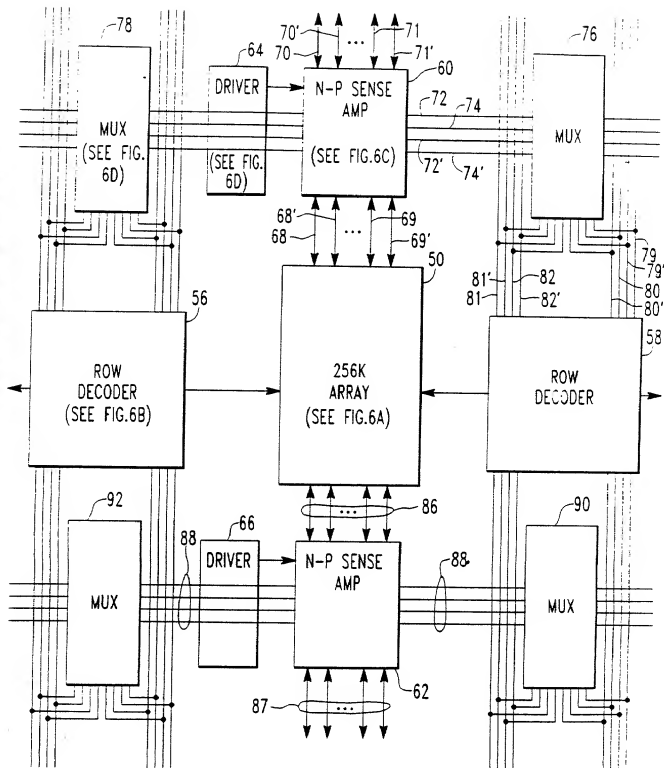 78
64
70'
70
71
71'
76
60
DRIVER
N-P SENSE
AMP
(SEE FIG.6C)
72
74
72'
74'
MUX
(SEE FIG.
6D)
(SEE FIG.
6D)
MUX
68'
68
69
69'
79
79'
80
80'
50
81'
81
82
82'
56
58
ROW
DECODER
(SEE FIG.6B)
256K
ARRAY
(SEE FIG.6A)
ROW
DECODER
92
66
86
90
88
DRIVER
N-P SENSE
AMP
88
MUX
MUX
62
87